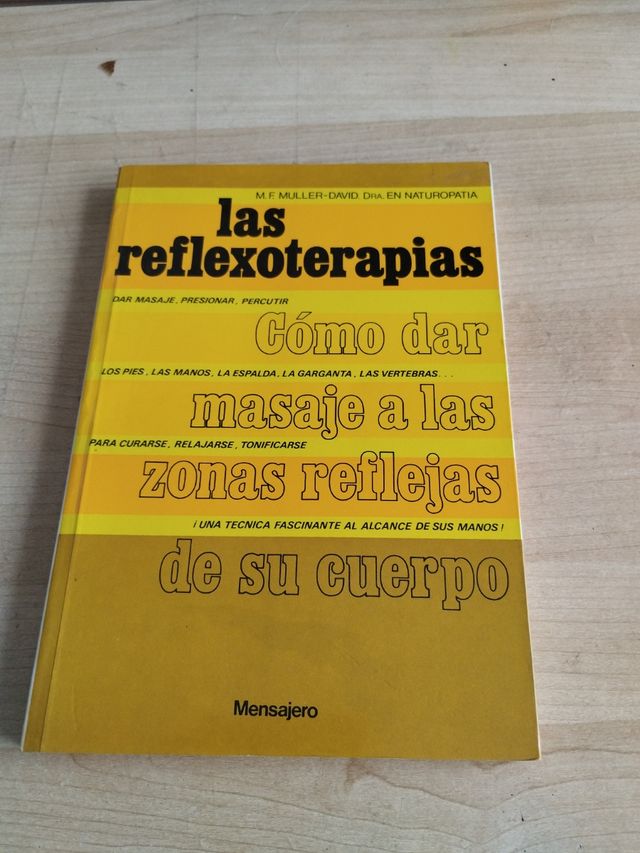 M.F. MULLER-DAVID. DRA. EN NATUROPATIA
las
reflexoterapias
DAR MASAJE, PRESIONAR, PERCUTIR
Cómo dar
LOS PIES, LAS MANOS, LA ESPALDA, LA GARGANTA, LAS VERTEBRAS...
masaje a las
PARA CURARSE, RELAJARSE, TONIFICARSE
zonas reflejas
¡UNA TECNICA FASCINANTE AL ALCANCE DE SUS MANOS!
de su cuerpo
Mensajero